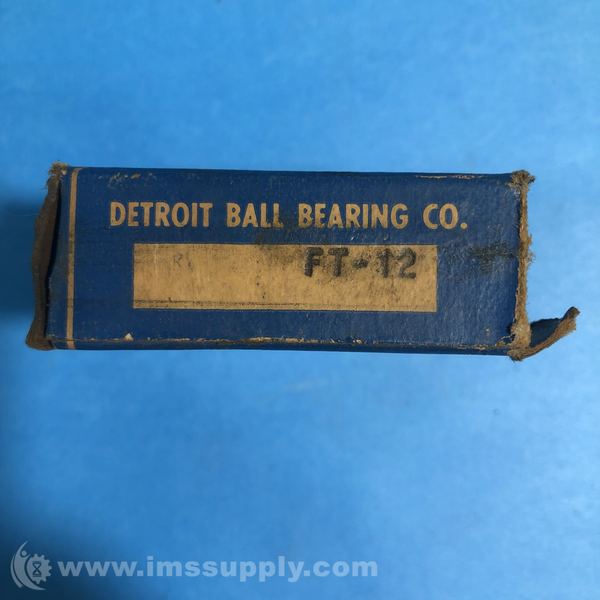 DETROIT BALL BEARING CO.
FT-12
www.imssupply.com